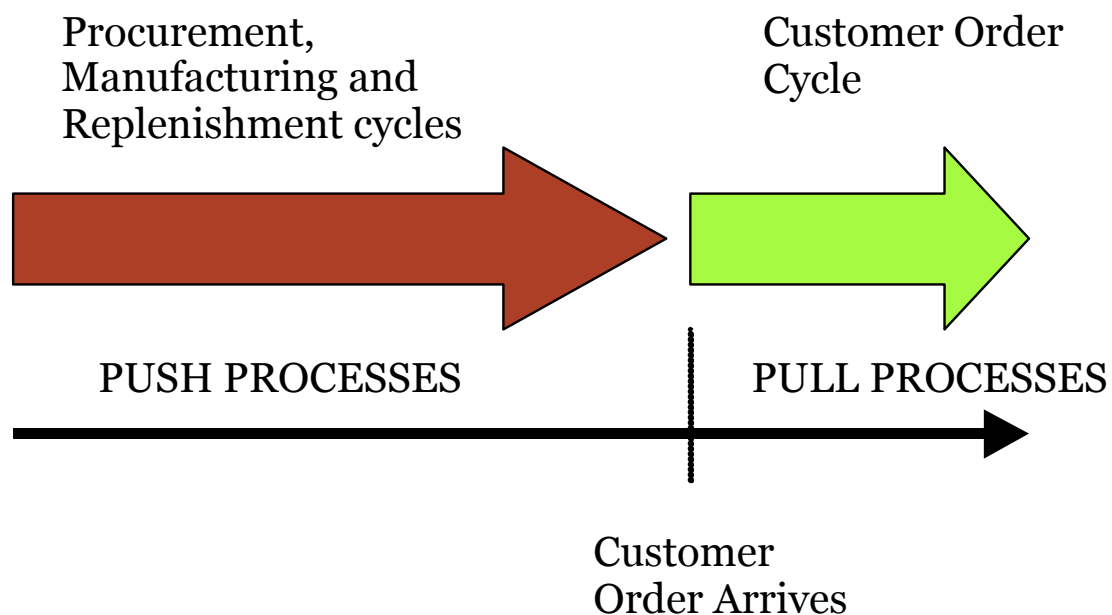 Procurement,
Manufacturing and
Replenishment cycles
Customer Order
Cycle
PUSH PROCESSES
PULL PROCESSES
Customer
Order Arrives